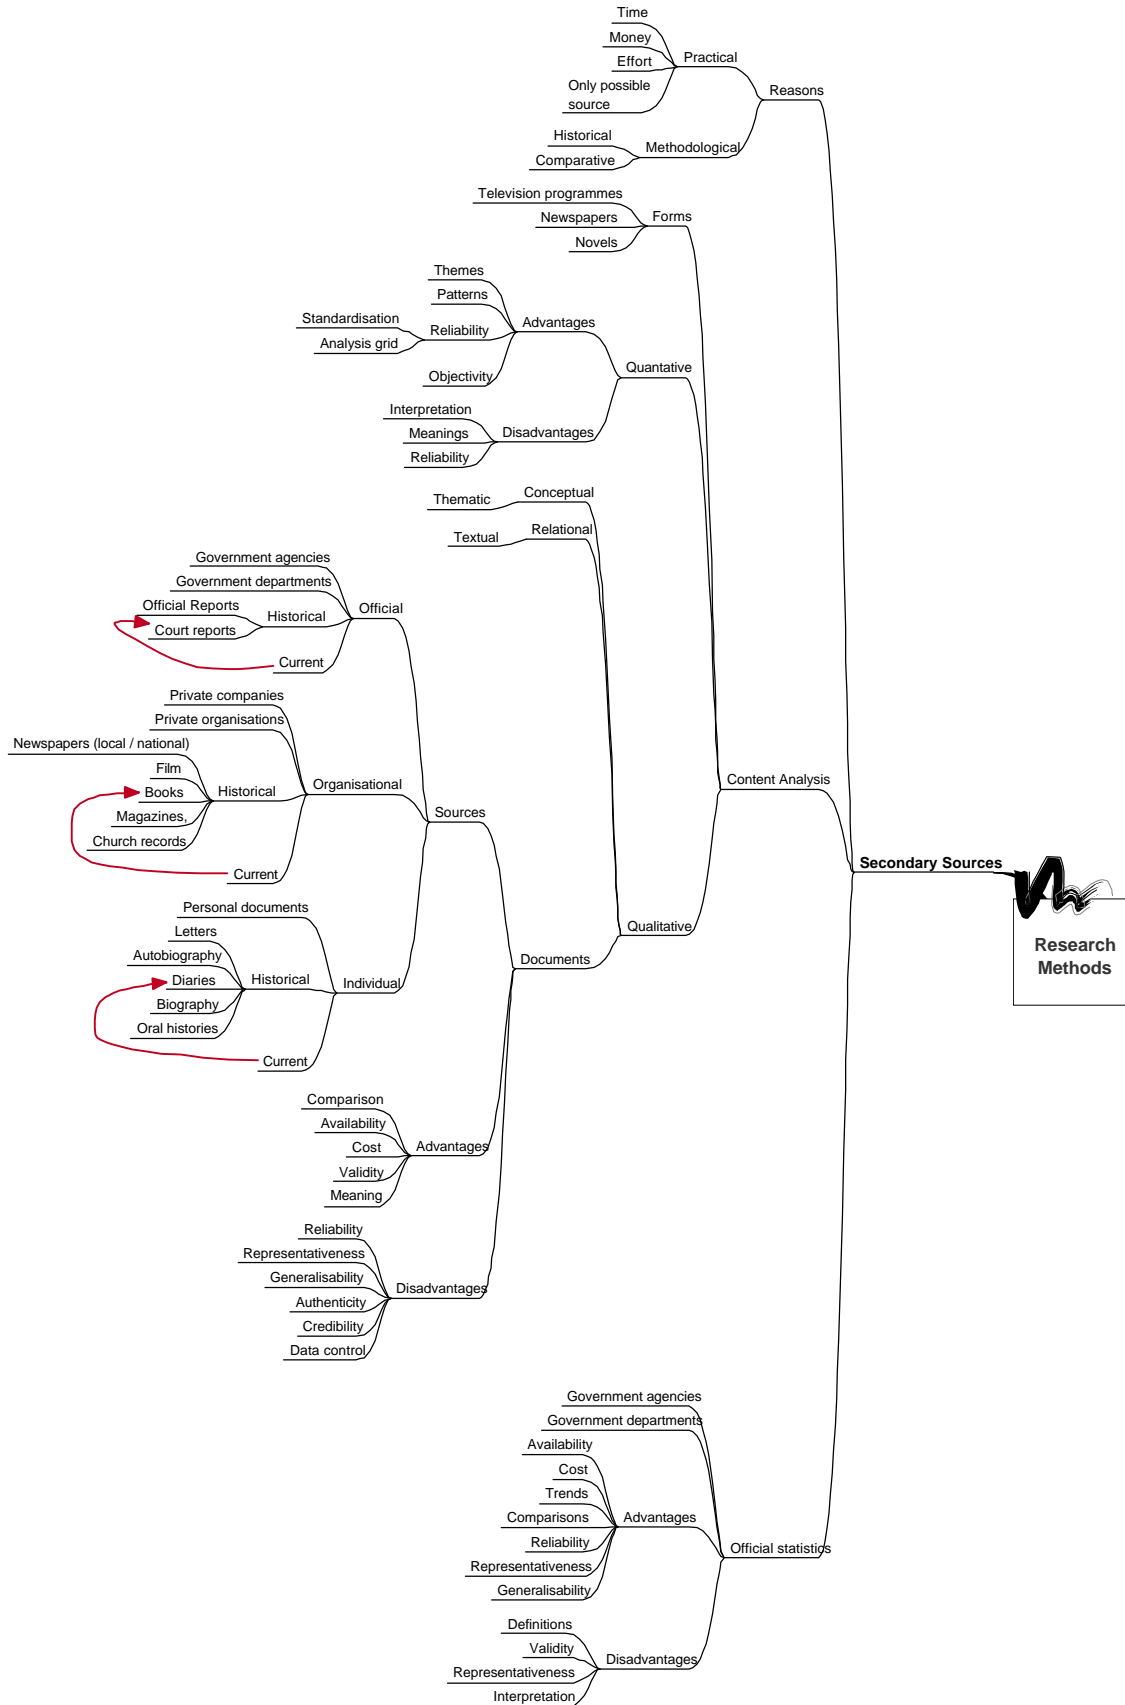 Time
Money
Effort
Only possible
source
Practical
Reasons
Historical
Comparative
Methodological
Television programmes
Newspapers
Novels
Forms
Themes
Patterns
Standardisation
Analysis grid
Reliability
Objectivity
Advantages
Quantative
Interpretation
Meanings
Reliability
Disadvantages
Thematic
Conceptual
Textual
Relational
Government agencies
Government departments
Official Reports
Court reports
Historical
Official
Current
Private companies
Private organisations
Newspapers (local / national)
Film
Books
Magazines,
Church records
Historical
Organisational
Current
Sources
Personal documents
Letters
Autobiography
Diaries
Biography
Oral histories
Historical
Individual
Current
Documents
Qualitative
Content Analysis
Secondary Sources
Research
Methods
Comparison
Availability
Cost
Validity
Meaning
Advantages
Reliability
Representativeness
Generalisability
Authenticity
Credibility
Data control
Disadvantages
Government agencies
Government departments
Availability
Cost
Trends
Comparisons
Reliability
Representativeness
Generalisability
Advantages
Official statistics
Definitions
Validity
Representativeness
Interpretation
Disadvantages